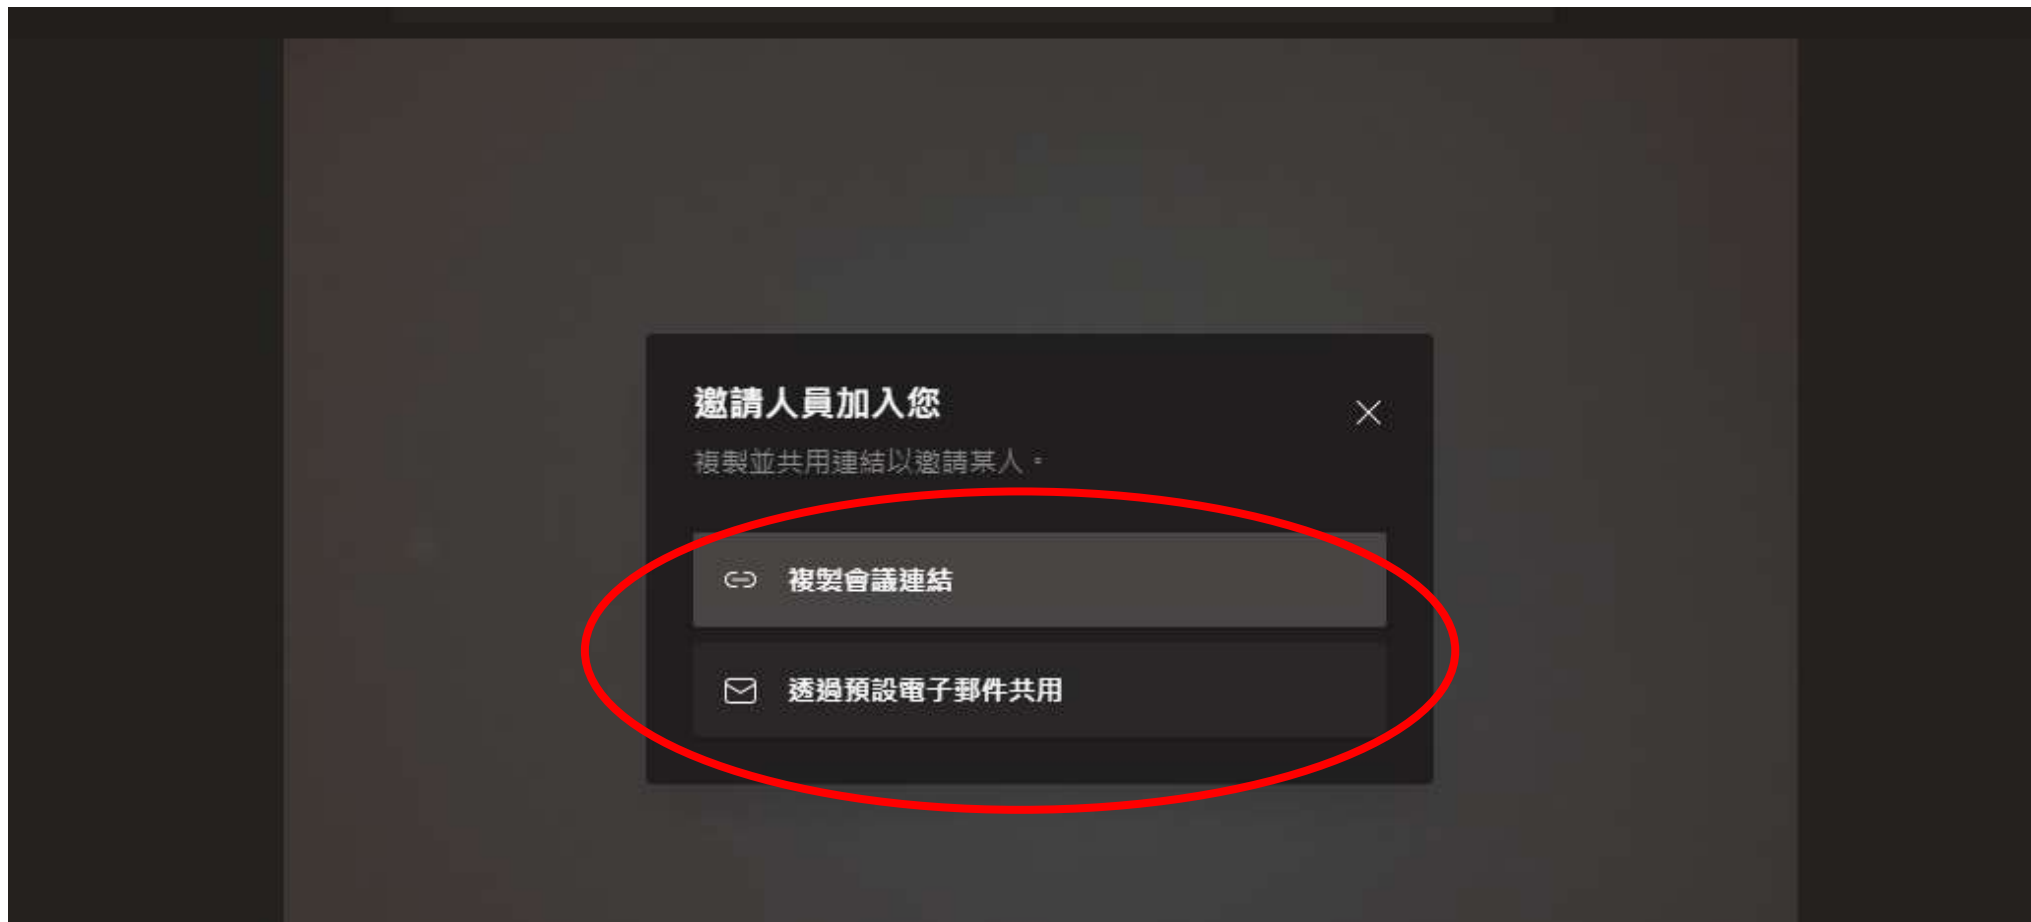 邀請人員加入您
複製並共用連結以邀請某人。
複製會議連結
透過預設電子郵件共用